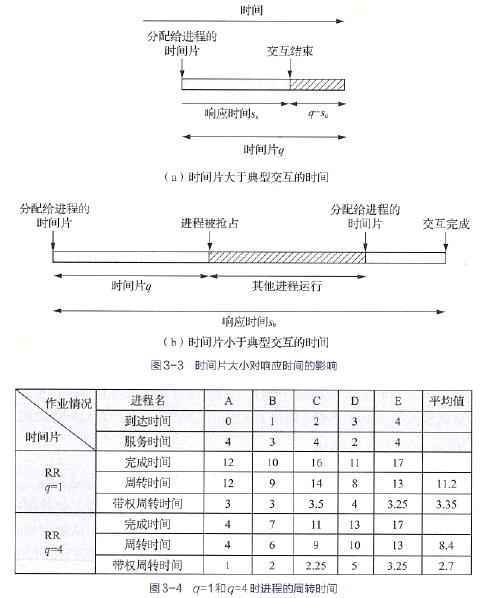 时间
分配给进程的
时间片
交互结束
响应时间sₐ
q-sₐ
时间片q
(a) 时间片大于典型交互的时间
分配给进程的
时间片
进程被抢占
分配给进程的
时间片
交互完成
时间片q
其他进程运行
响应时间s_b
(b) 时间片小于典型交互的时间
图3-3 时间片大小对响应时间的影响
作业情况 进程名 A B C D E 平均值
到达时间 0 1 2 3 4
时间片 服务时间 4 3 4 2 4
RR q=1 完成时间 12 10 16 11 17
周转时间 12 9 14 8 13 11.2
带权周转时间 3 3 3.5 4 3.25 3.35
RR q=4 完成时间 4 7 11 13 17
周转时间 4 6 9 10 13 8.4
带权周转时间 1 2 2.25 5 3.25 2.7
图3-4 q=1和q=4时进程的周转时间